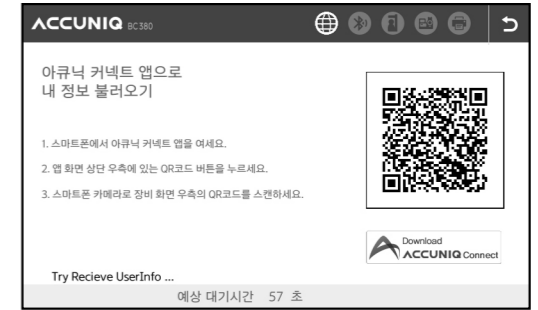 ACCUNIQ BC380
아큐닉 커넥트 앱으로
내 정보 불러오기
1. 스마트폰에서 아큐닉 커넥트 앱을 여세요.
2. 앱 화면 상단 우측에 있는 QR코드 버튼을 누르세요.
3. 스마트폰 카메라로 장비 화면 우측의 QR코드를 스캔하세요.
Download
ACCUNIQ Connect
Try Recieve UserInfo ...
예상 대기시간 57 초